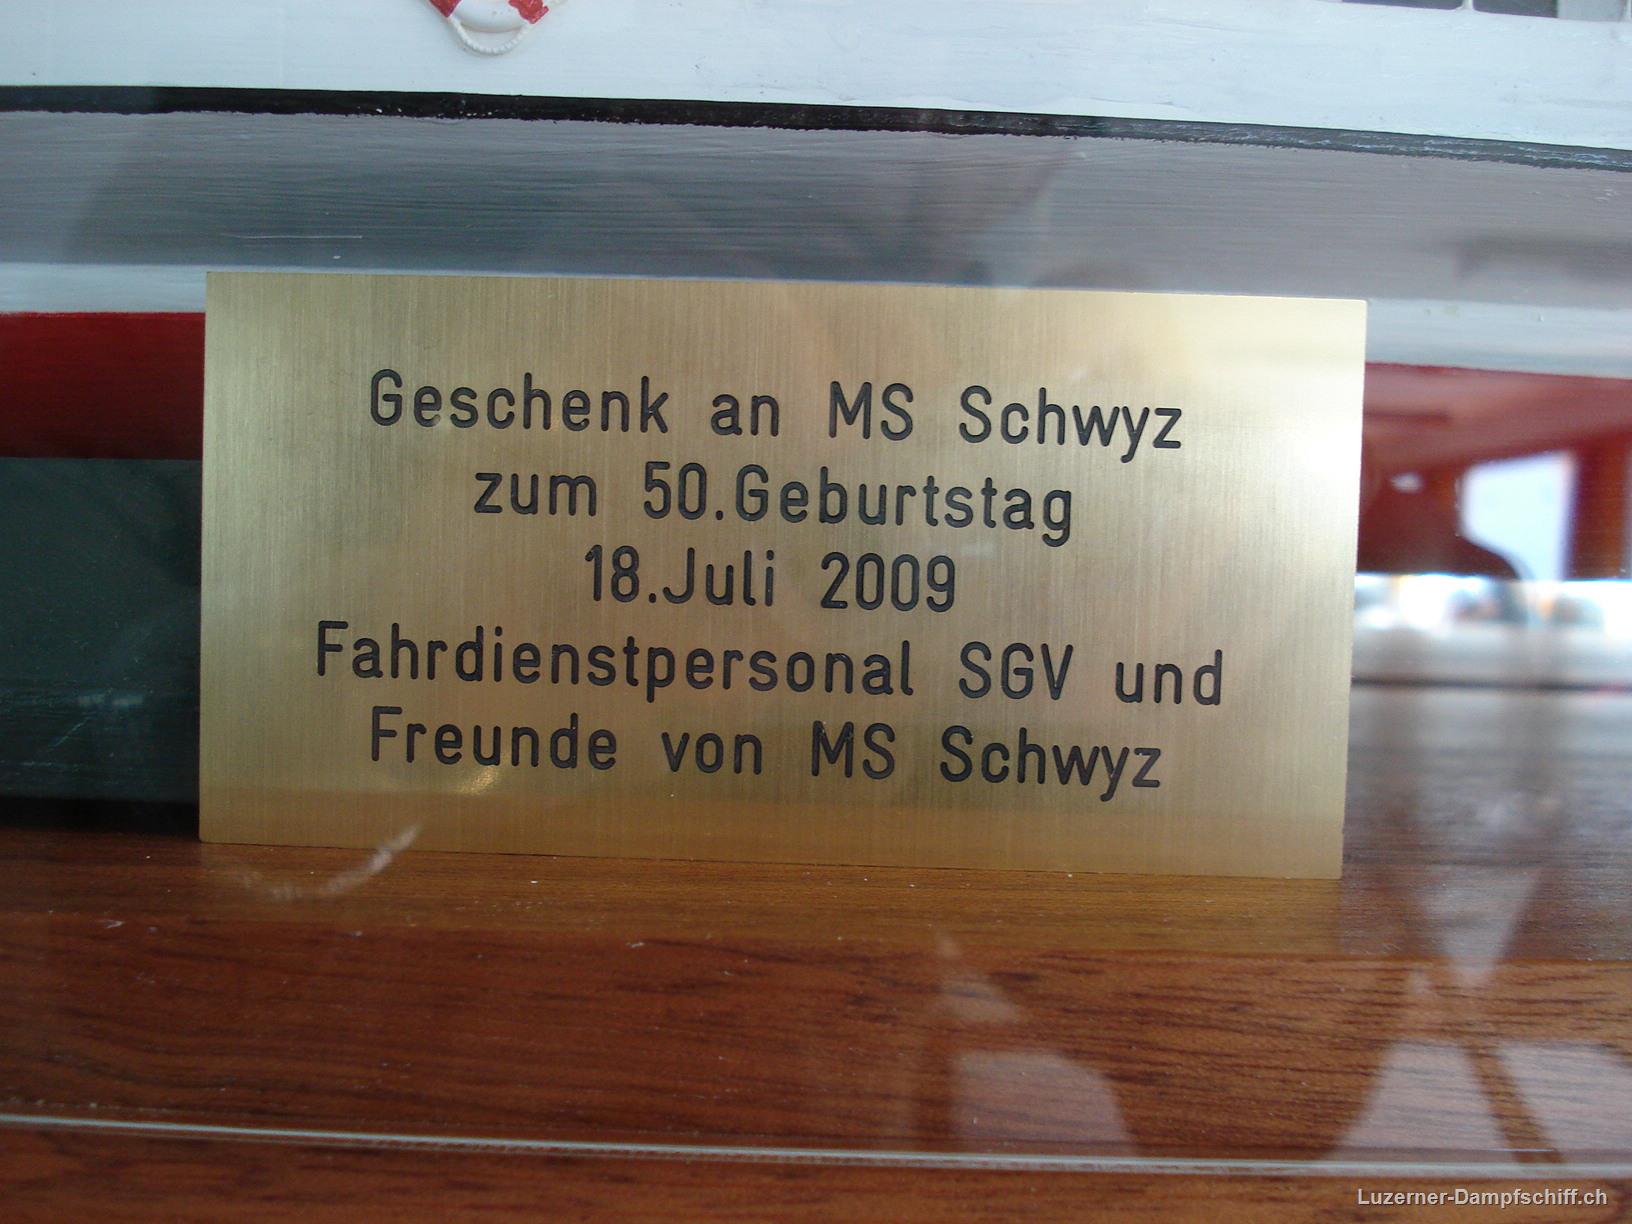 Geschenk an MS Schwyz
zum 50.Geburtstag
18.Juli 2009
Fahrdienstpersonal SGV und
Freunde von MS Schwyz
Luzerner-Dampfschiff.ch